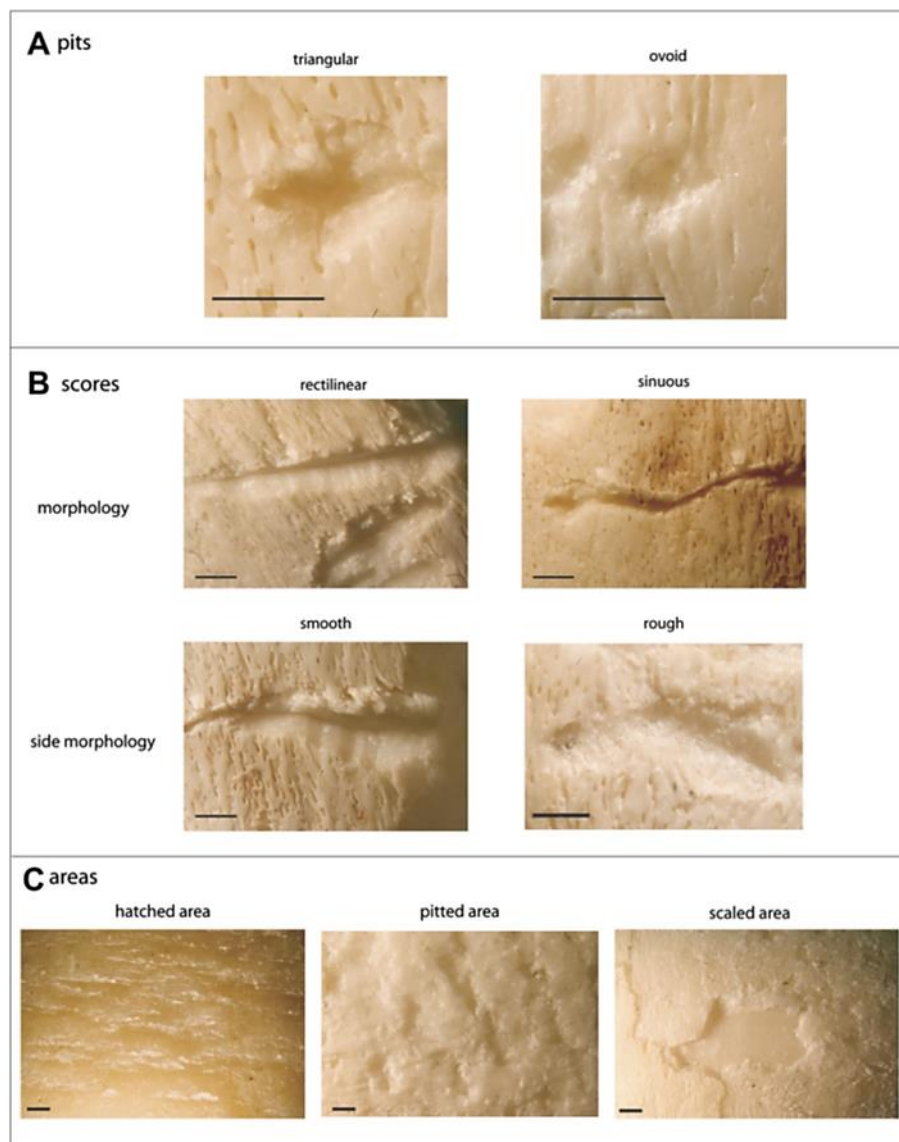 A pits
triangular
ovoid
B scores
rectilinear
sinuous
morphology
smooth
rough
side morphology
C areas
hatched area
pitted area
scaled area